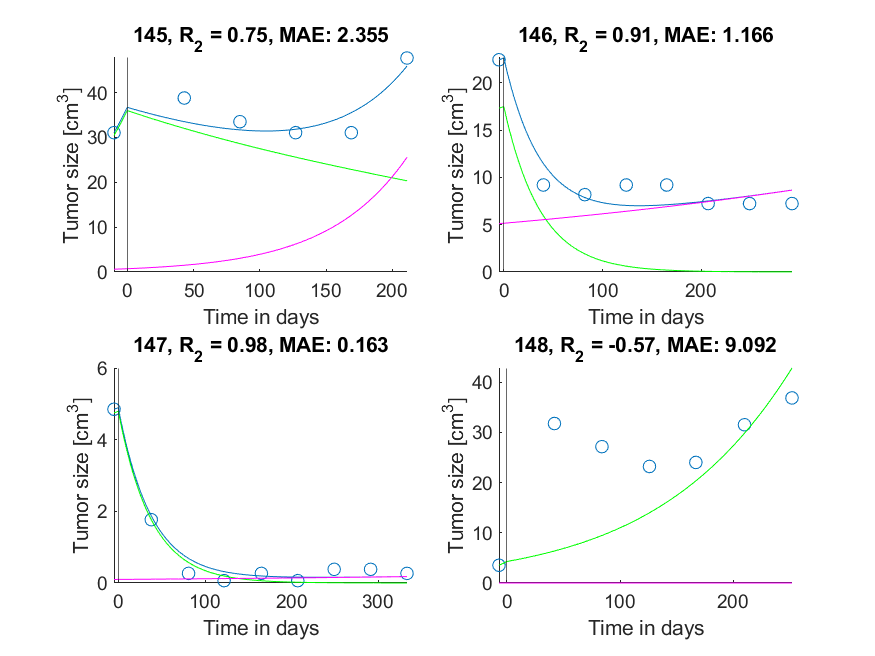 145, R₂ = 0.75, MAE: 2.355
Tumor size [cm³]
40
30
20
10
0
0 50 100 150 200
Time in days
146, R₂ = 0.91, MAE: 1.166
Tumor size [cm³]
20
15
10
5
0
0 100 200
Time in days
147, R₂ = 0.98, MAE: 0.163
Tumor size [cm³]
6
4
2
0
0 100 200 300
Time in days
148, R₂ = -0.57, MAE: 9.092
Tumor size [cm³]
40
30
20
10
0
0 100 200
Time in days